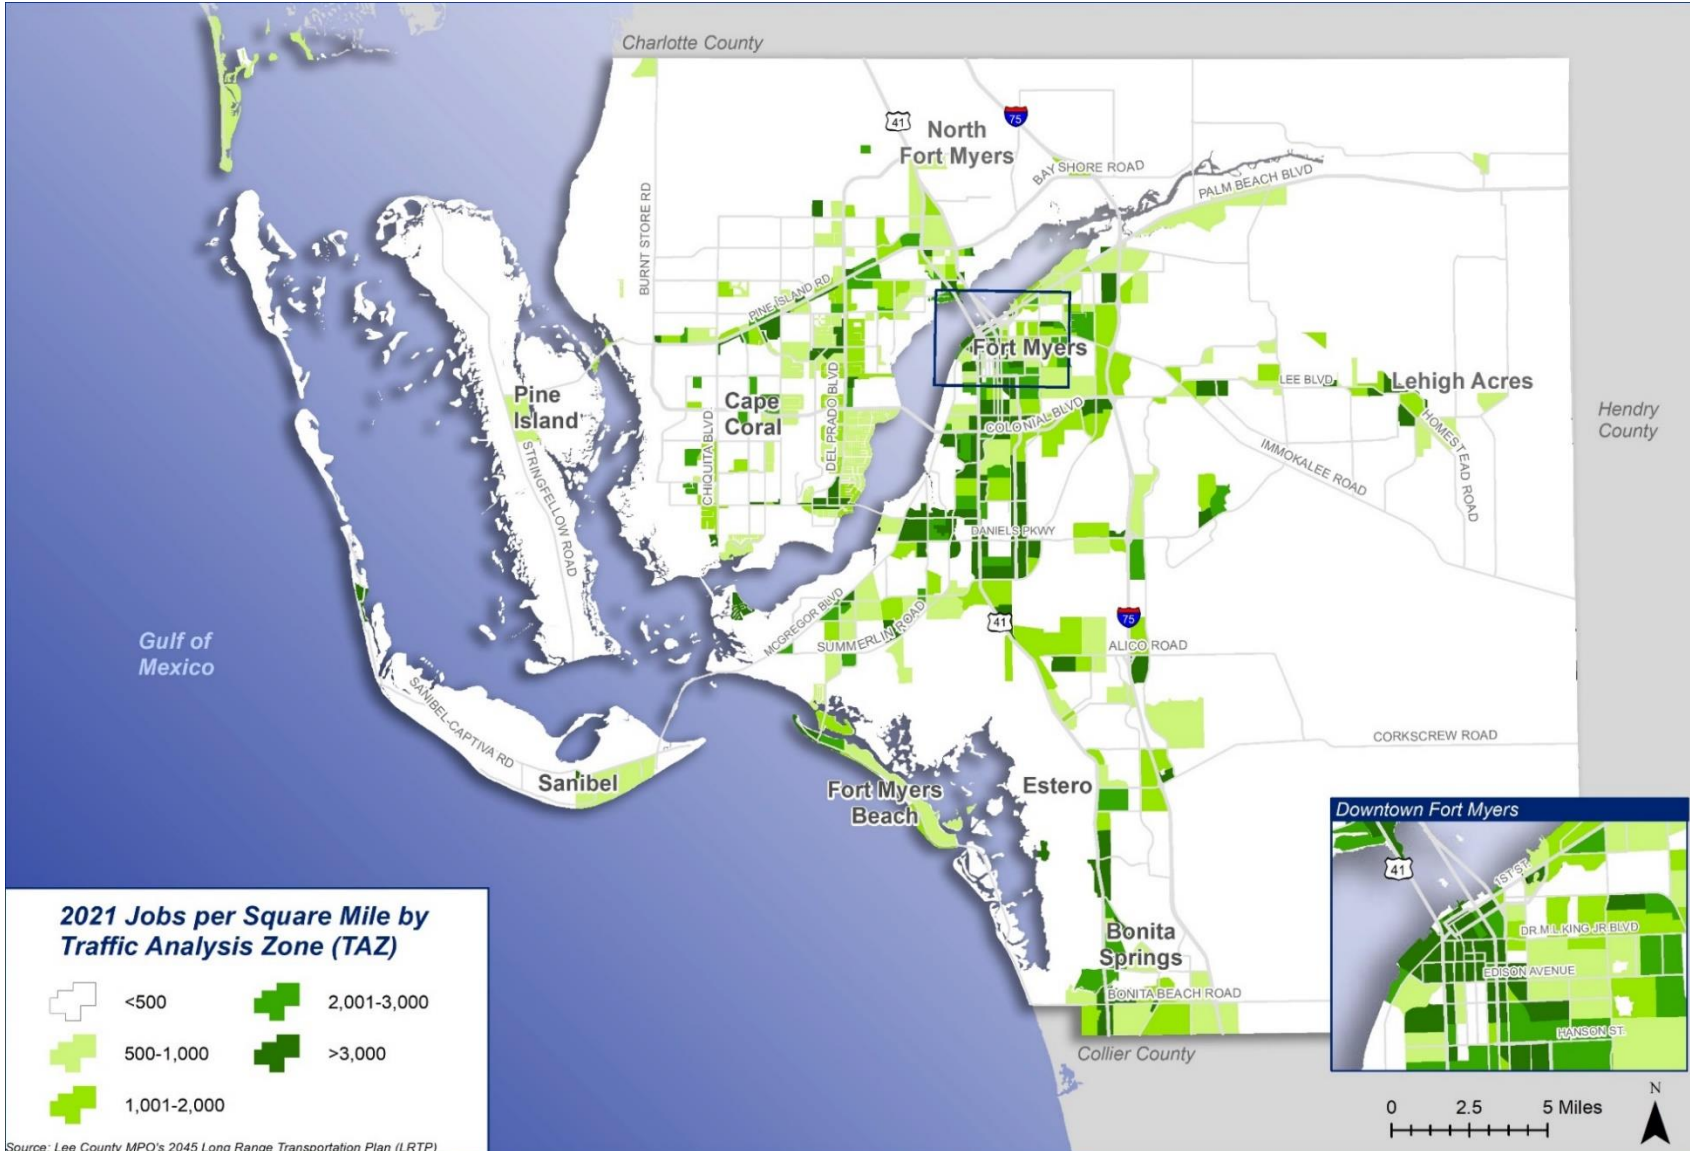 Charlotte County
41
North
Fort Myers
75
BAY SHORE ROAD
PALM BEACH BLVD
BURNT STORE RD
PINE ISLAND RD
Fort Myers
Pine
Island
Cape
Coral
DEL PRADO BLVD
CHIQUITA BLVD
COLONIAL BLVD
LEE BLVD
Lehigh Acres
Hendry
County
HOMESTEAD ROAD
IMMOKALEE ROAD
STRINGFELLOW ROAD
DANIELS PKWY
Gulf of
Mexico
MCGREGOR BLVD
SUMMERLIN ROAD
41
75
ALICO ROAD
SANIBEL-CAPTIVA RD
CORKSCREW ROAD
Sanibel
Fort Myers
Beach
Estero
Bonita
Springs
BONITA BEACH ROAD
Collier County
Downtown Fort Myers
41
1ST ST.
DR.M.L.KING JR BLVD
EDISON AVENUE
HANSON ST.
2021 Jobs per Square Mile by
Traffic Analysis Zone (TAZ)
<500
2,001-3,000
500-1,000
>3,000
1,001-2,000
Source: Lee County MPO's 2045 Long Range Transportation Plan (LRTP)
N
0 2.5 5 Miles